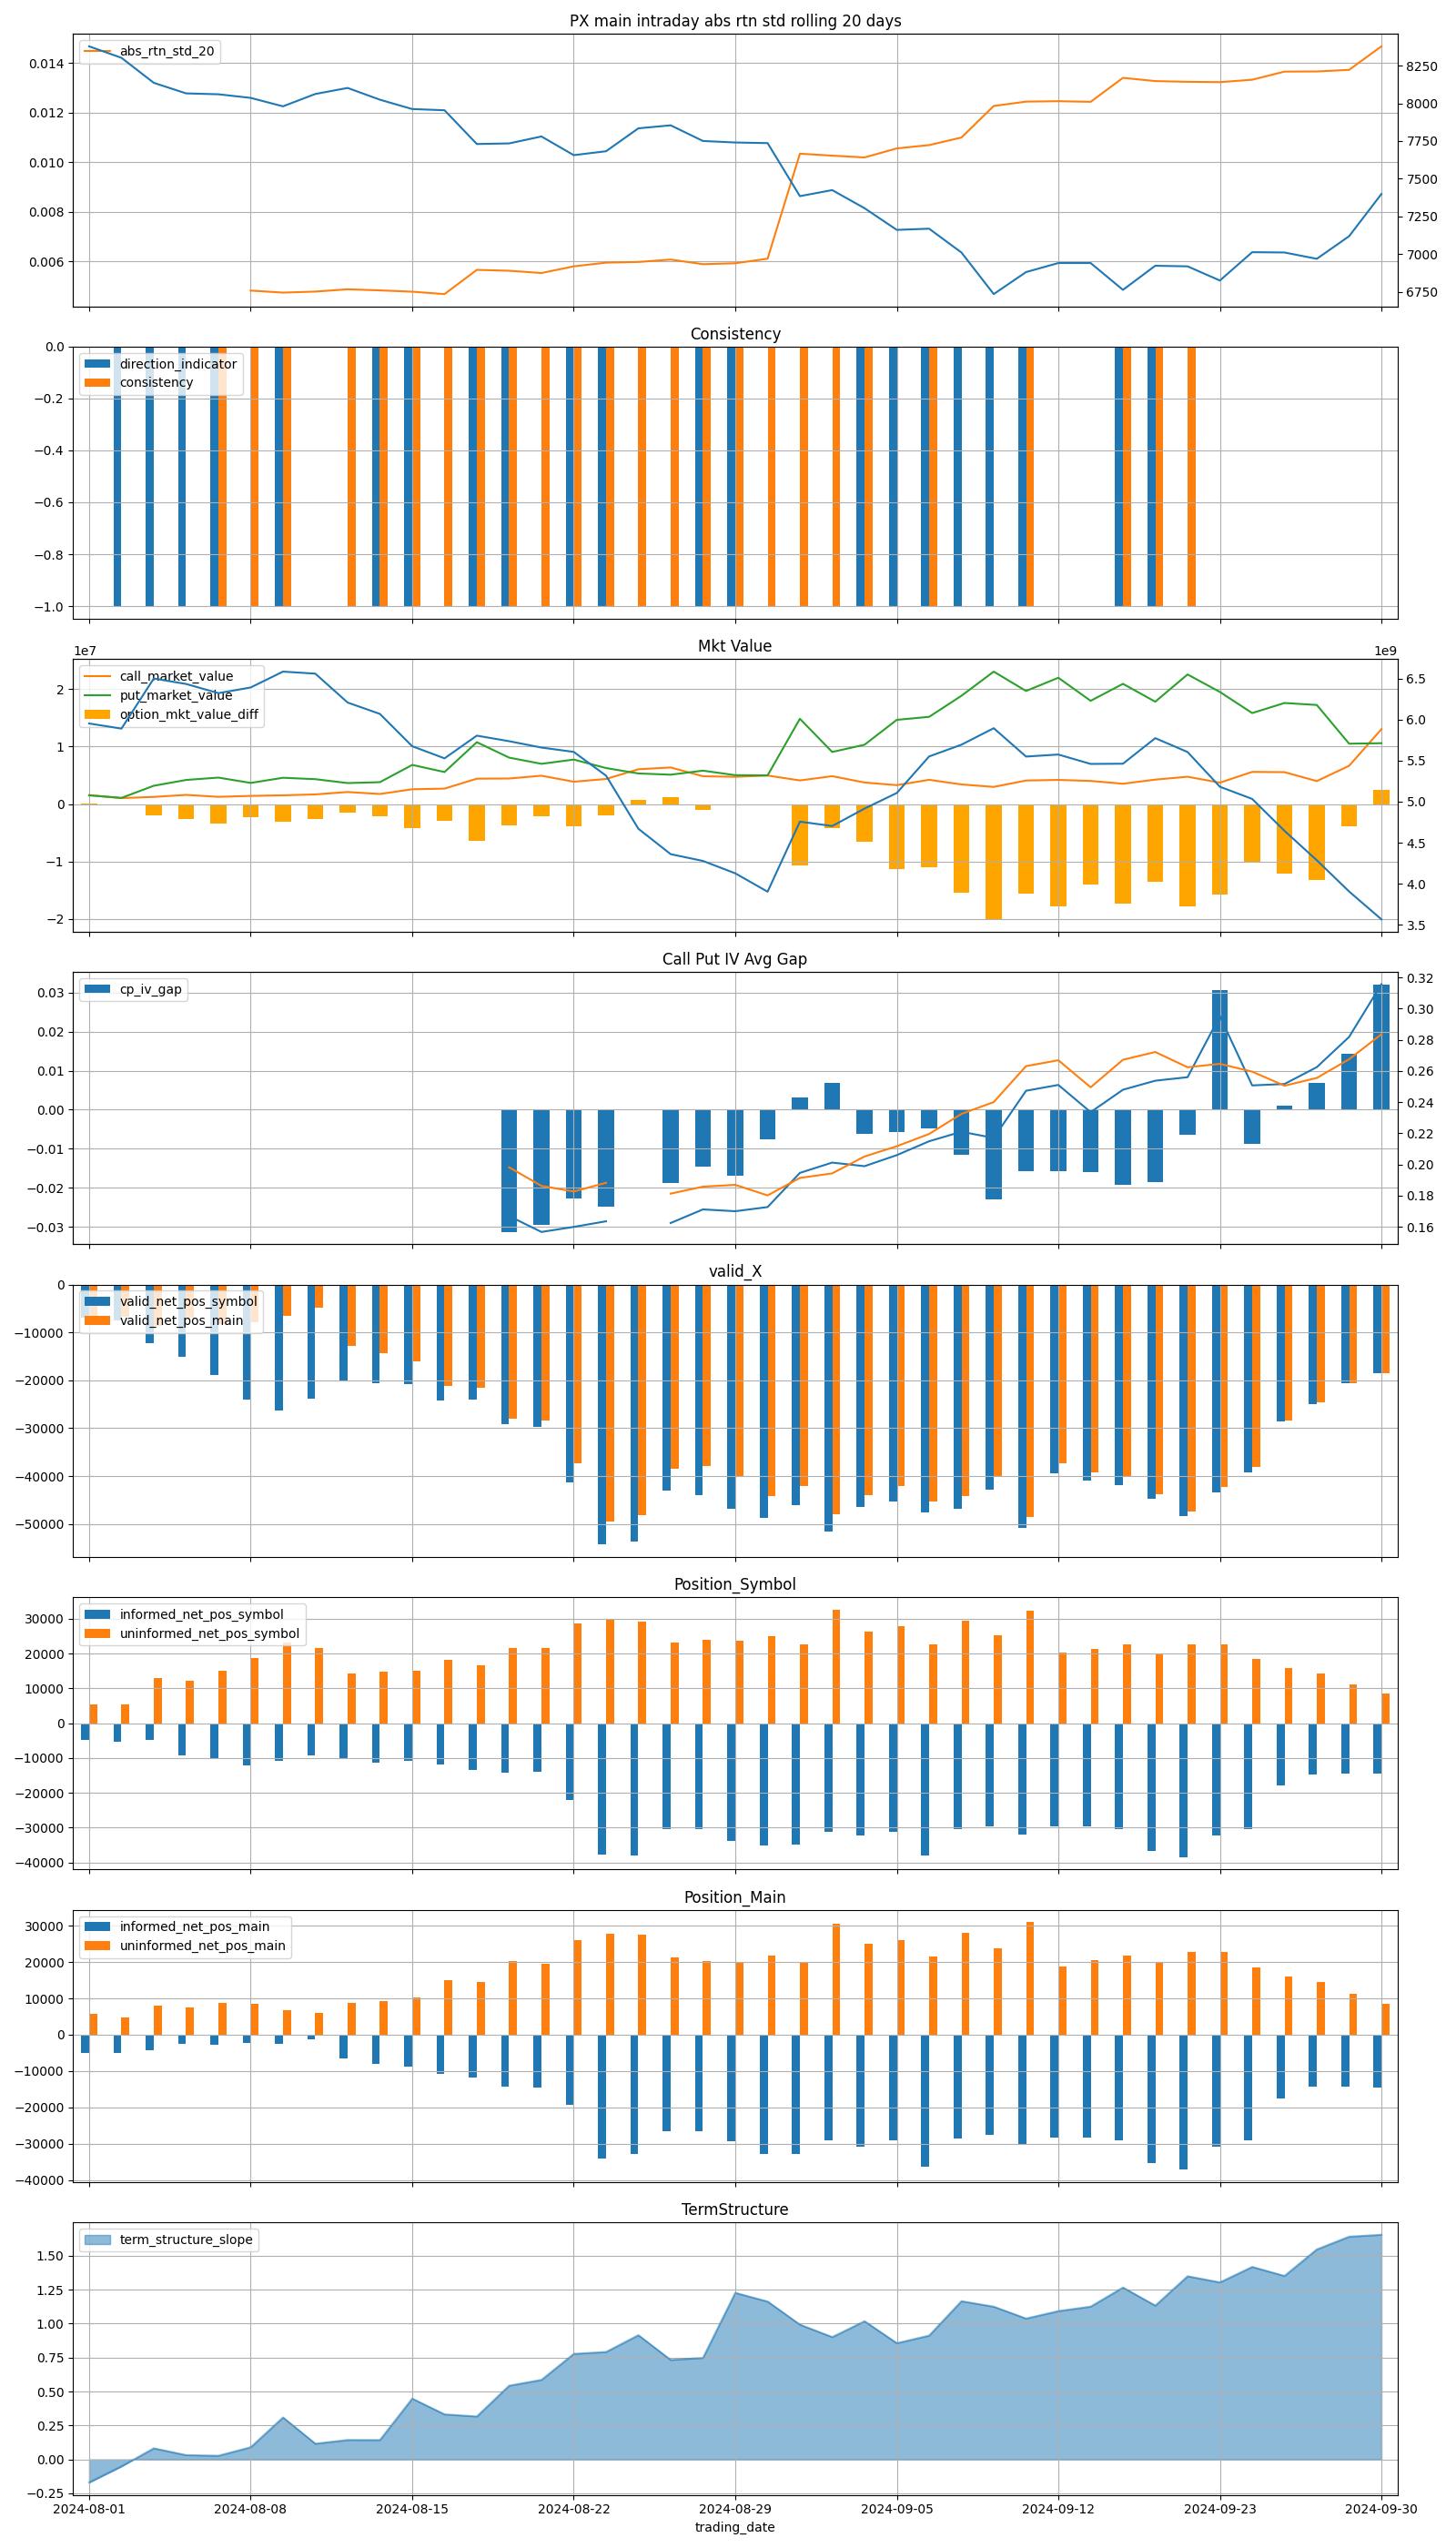 PX main intraday abs rtn std rolling 20 days
abs_rtn_std_20
0.014
0.012
0.010
0.008
0.006
8250
8000
7750
7500
7250
7000
6750
Consistency
direction_indicator
consistency
0.0
−0.2
−0.4
−0.6
−0.8
−1.0
Mkt Value
1e7
1e9
call_market_value
put_market_value
option_mkt_value_diff
2
1
0
−1
−2
6.5
6.0
5.5
5.0
4.5
4.0
3.5
Call Put IV Avg Gap
cp_iv_gap
0.03
0.02
0.01
0.00
−0.01
−0.02
−0.03
0.32
0.30
0.28
0.26
0.24
0.22
0.20
0.18
0.16
valid_X
valid_net_pos_symbol
valid_net_pos_main
0
−10000
−20000
−30000
−40000
−50000
Position_Symbol
informed_net_pos_symbol
uninformed_net_pos_symbol
30000
20000
10000
0
−10000
−20000
−30000
−40000
Position_Main
informed_net_pos_main
uninformed_net_pos_main
30000
20000
10000
0
−10000
−20000
−30000
−40000
TermStructure
term_structure_slope
1.50
1.25
1.00
0.75
0.50
0.25
0.00
−0.25
2024-08-01 2024-08-08 2024-08-15 2024-08-22 2024-08-29 2024-09-05 2024-09-12 2024-09-23 2024-09-30
trading_date